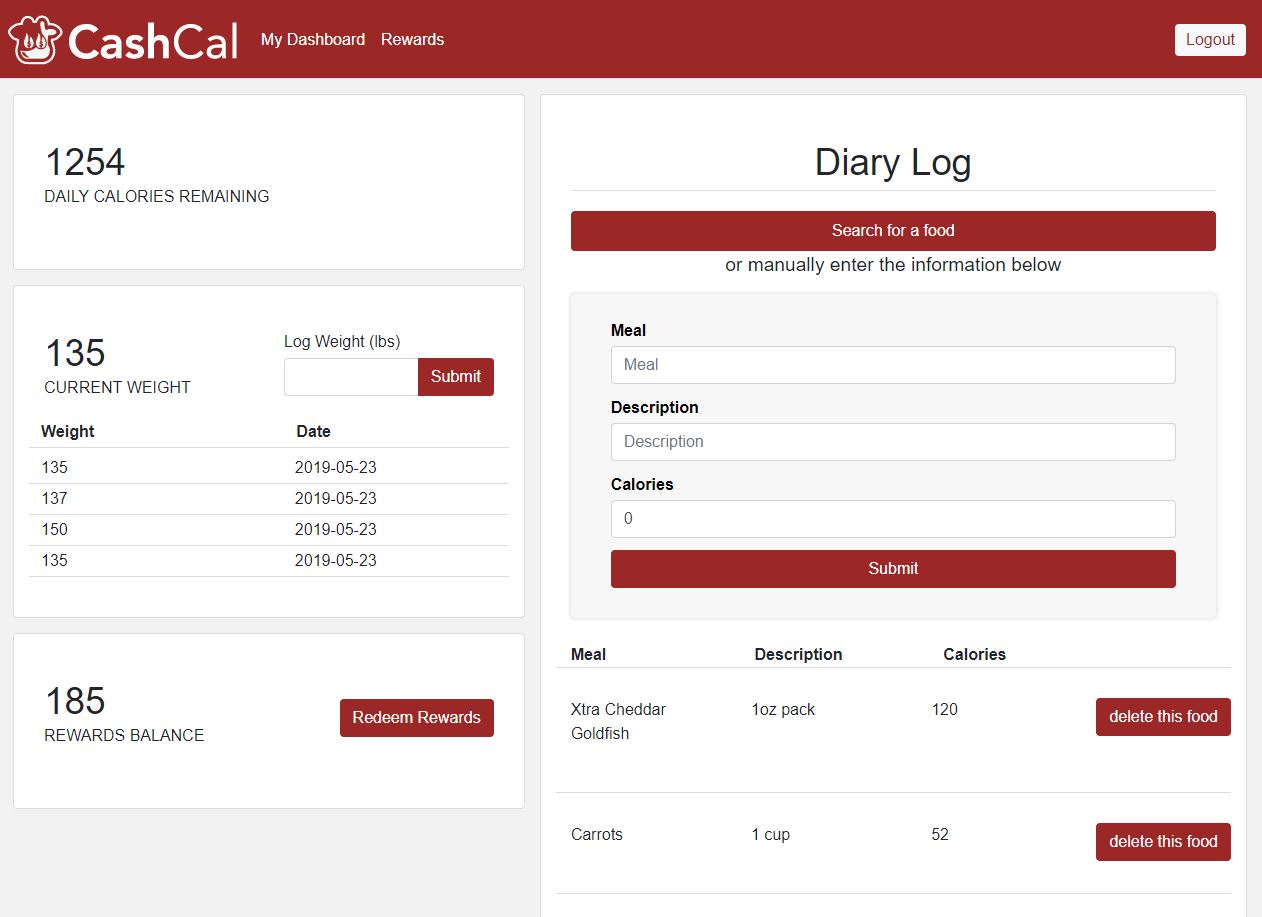 CashCal My Dashboard Rewards Logout
1254
DAILY CALORIES REMAINING
135
CURRENT WEIGHT
Log Weight (lbs)
Submit
Weight Date
135 2019-05-23
137 2019-05-23
150 2019-05-23
135 2019-05-23
185
REWARDS BALANCE
Redeem Rewards
Diary Log
Search for a food
or manually enter the information below
Meal
Meal
Description
Description
Calories
0
Submit
Meal Description Calories
Xtra Cheddar 1oz pack 120 delete this food
Goldfish
Carrots 1 cup 52 delete this food